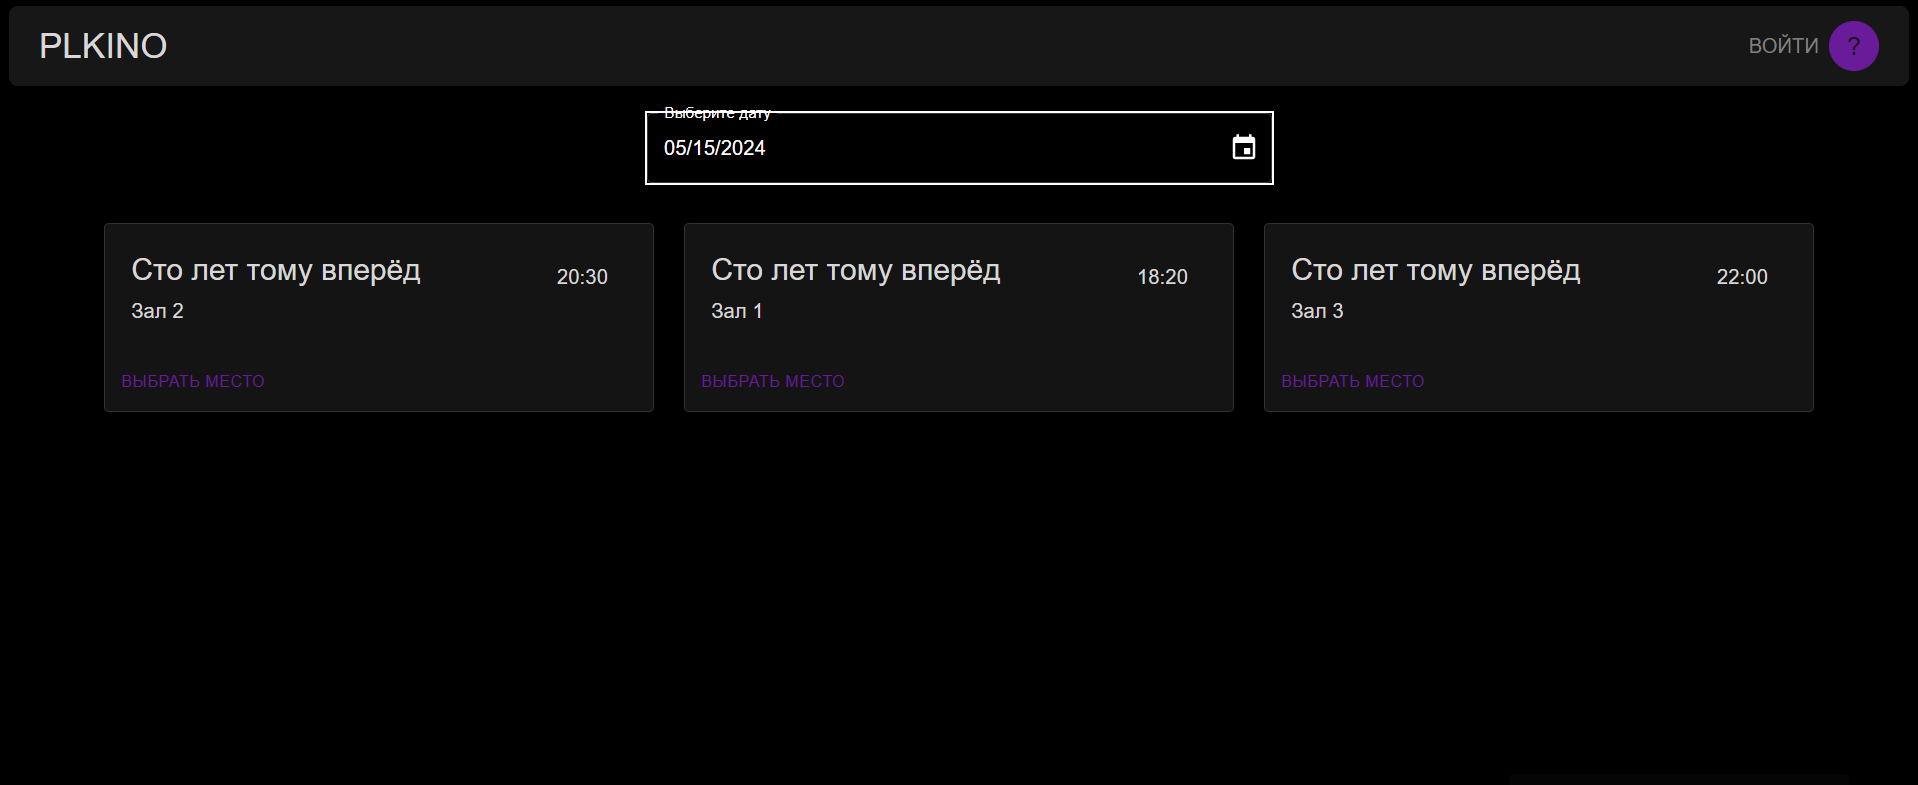 PLKINO
ВОЙТИ ?
Выберите дату
05/15/2024
Сто лет тому вперёд
20:30
Зал 2
ВЫБРАТЬ МЕСТО
Сто лет тому вперёд
18:20
Зал 1
ВЫБРАТЬ МЕСТО
Сто лет тому вперёд
22:00
Зал 3
ВЫБРАТЬ МЕСТО